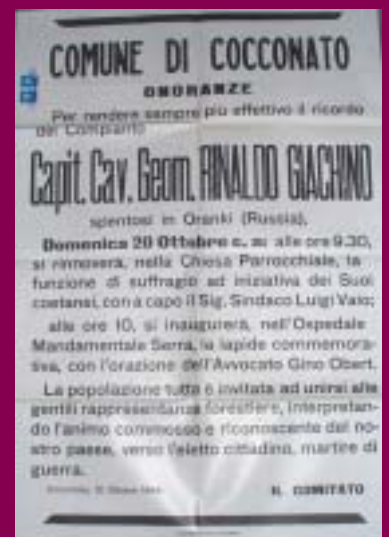 COMUNE DI COCCONATO
ONORANZE
Per rendere sempre più effettivo il ricordo
del Compianto
Capit. Cav. Geom. RINALDO GIACHINO
spentosi in Oranki (Russia),
Domenica 20 Ottobre c. a. alle ore 9,30,
si rinnoverà, nella Chiesa Parrocchiale, la
funzione di suffragio ad iniziativa dei Suoi
coetanei, con a capo il Sig. Sindaco Luigi Vaio;
alle ore 10, si inaugurerà, nell'Ospedale
Mandamentale Serra, la lapide commemora-
tiva, con l'orazione dell'Avvocato Gino Obert.
La popolazione tutta è invitata ad unirsi alle
gentili rappresentanze forestiere, interpretan-
do l'animo commosso e riconoscente del no-
stro paese, verso l'eletto cittadino, martire di
guerra.
IL COMITATO